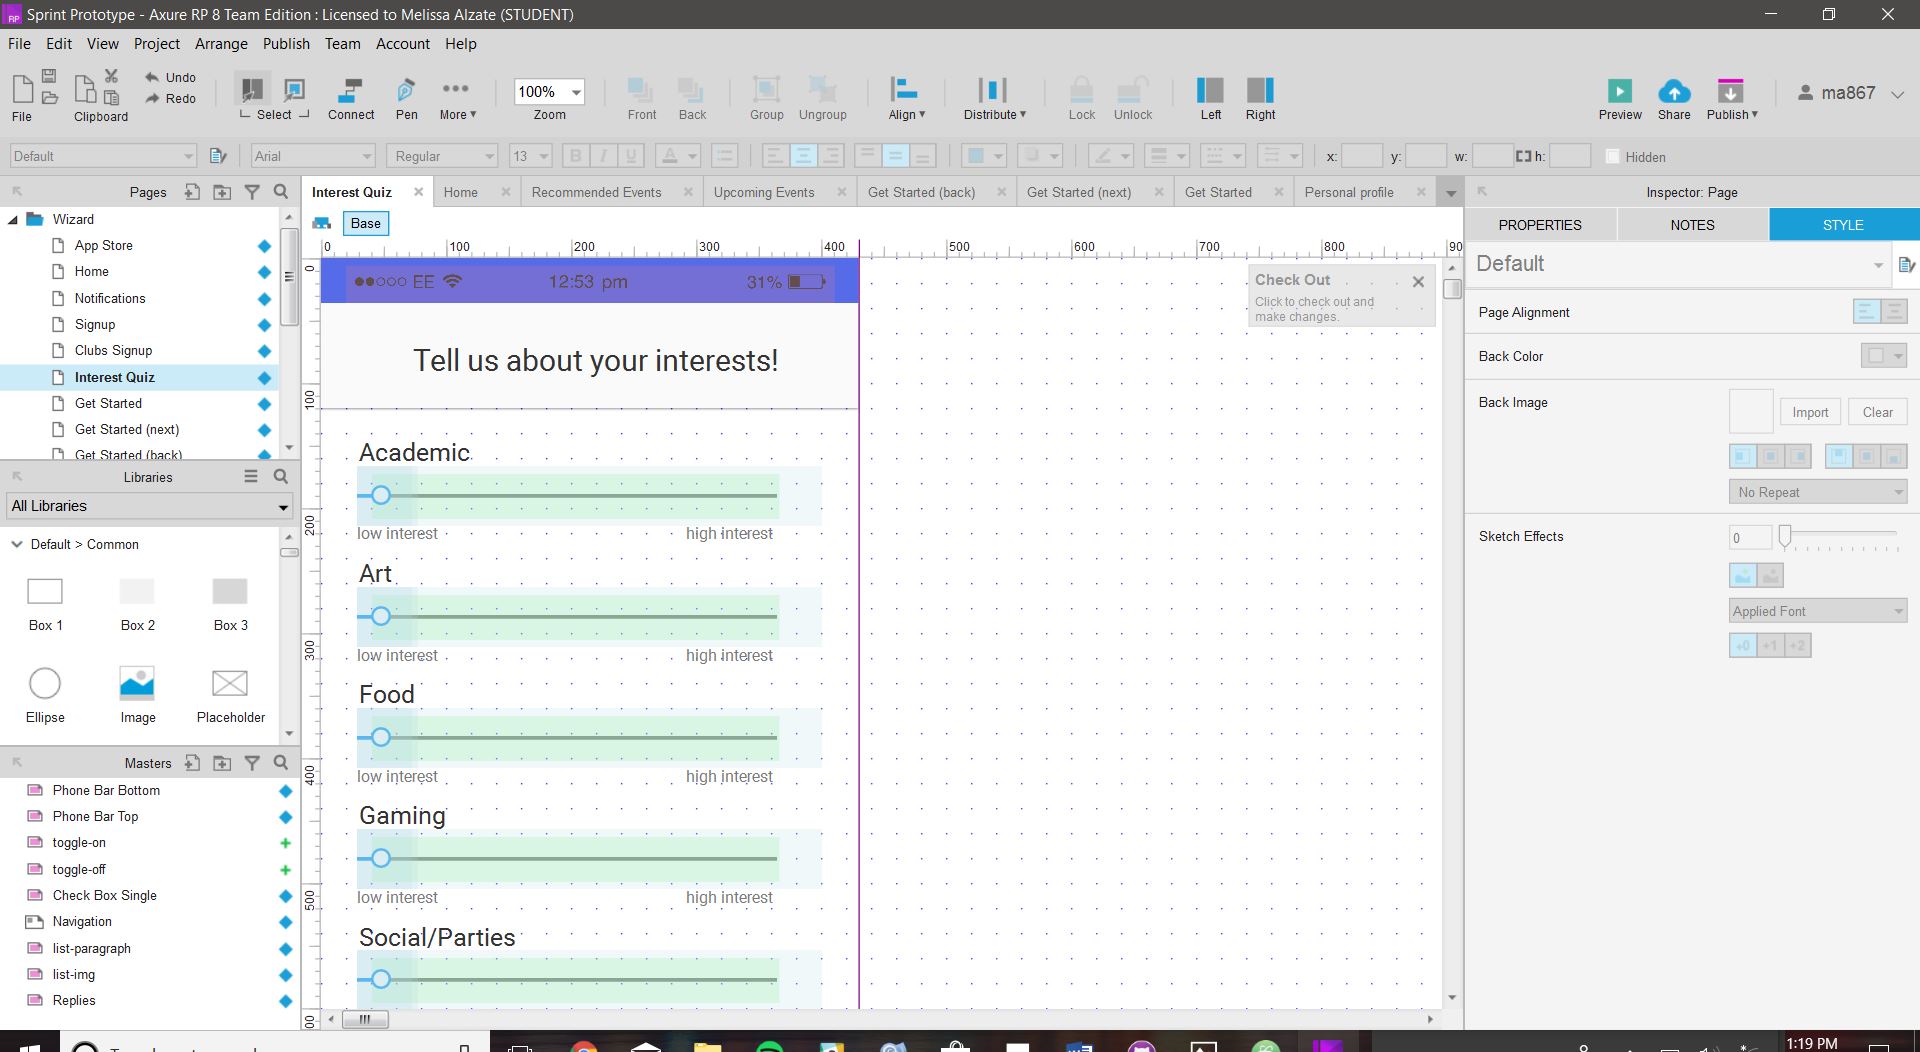 RP Sprint Prototype - Axure RP 8 Team Edition : Licensed to Melissa Alzate (STUDENT)
File Edit View Project Arrange Publish Team Account Help
Undo
Redo
100%
File Clipboard Select Connect Pen More Zoom Front Back Group Ungroup Align Distribute Lock Unlock Left Right Preview Share Publish ma867
Default Arial Regular 13 B I U A x: y: w: h: Hidden
Pages
Wizard
App Store
Home
Notifications
Signup
Clubs Signup
Interest Quiz
Get Started
Get Started (next)
Get Started (back)
Libraries
All Libraries
Default > Common
Box 1 Box 2 Box 3
Ellipse Image Placeholder
Masters
Phone Bar Bottom
Phone Bar Top
toggle-on
toggle-off
Check Box Single
Navigation
list-paragraph
list-img
Replies
Interest Quiz Home Recommended Events Upcoming Events Get Started (back) Get Started (next) Get Started Personal profile
Base
0 100 200 300 400 500 600 700 800 90
0
100
200
300
400
500
00
EE 12:53 pm 31%
Tell us about your interests!
Academic
low interest high interest
Art
low interest high interest
Food
low interest high interest
Gaming
low interest high interest
Social/Parties
Check Out
Click to check out and
make changes.
Inspector: Page
PROPERTIES NOTES STYLE
Default
Page Alignment
Back Color
Back Image Import Clear
No Repeat
Sketch Effects 0
Applied Font
+0 +1 +2
1:19 PM